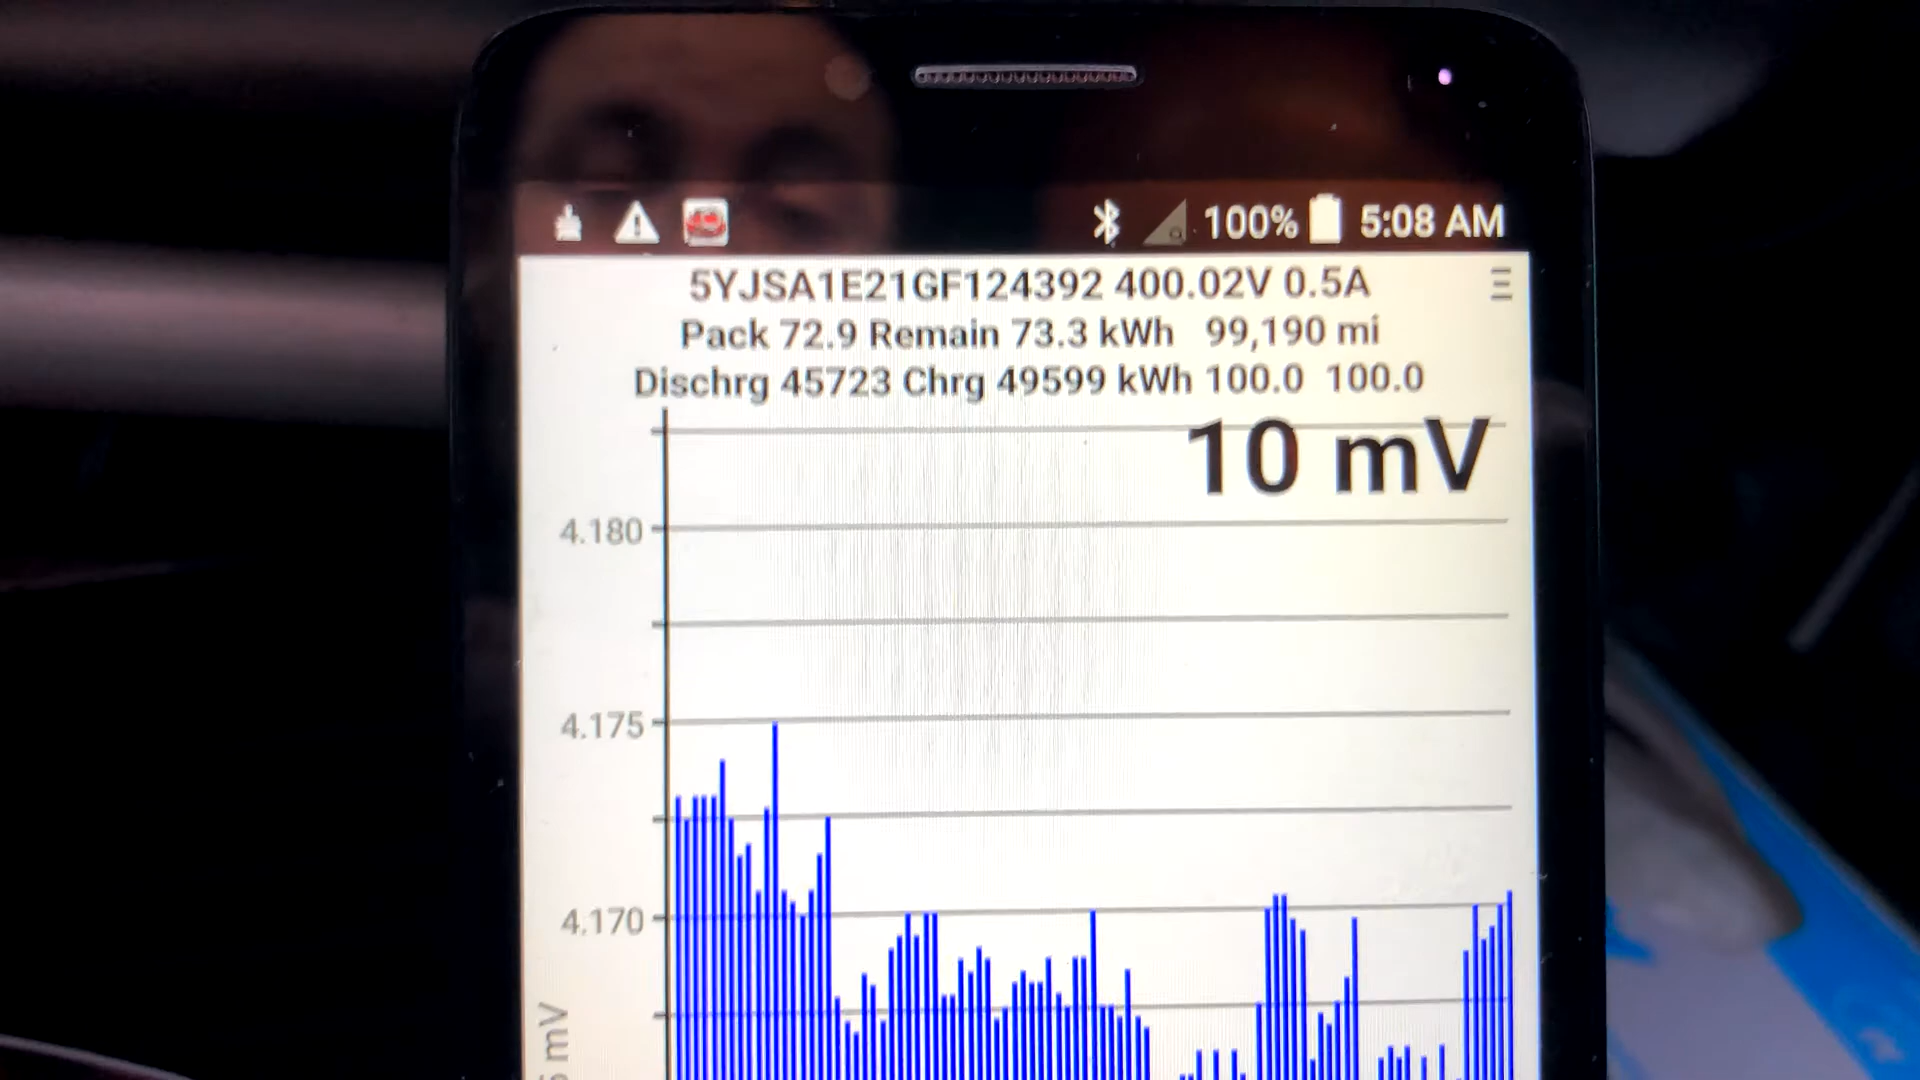 100% 5:08 AM
5YJSA1E21GF124392 400.02V 0.5A
Pack 72.9 Remain 73.3 kWh 99,190 mi
Dischrg 45723 Chrg 49599 kWh 100.0 100.0
10 mV
4.180
4.175
4.170
mV